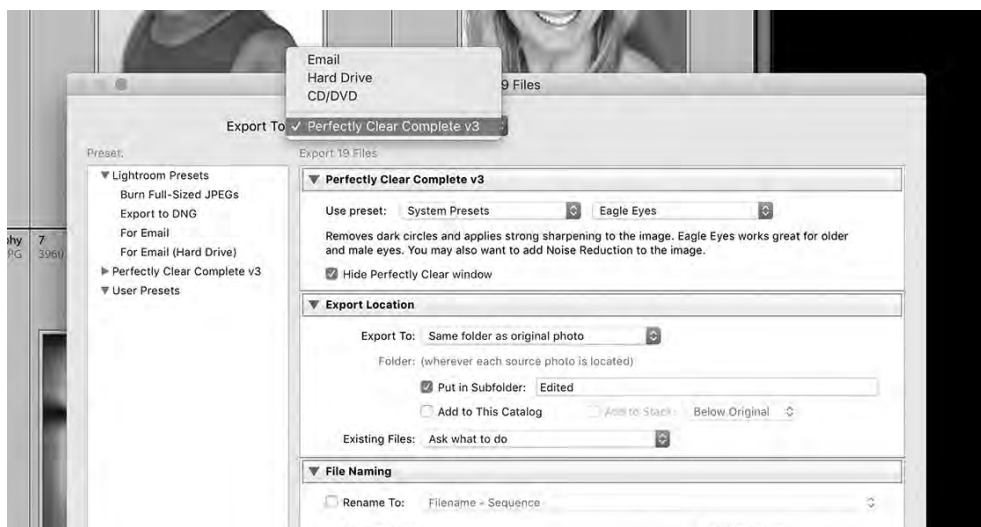 Email
Hard Drive
CD/DVD
9 Files
Export To
✓ Perfectly Clear Complete v3
Preset:
Export 19 Files
▼ Lightroom Presets
Burn Full-Sized JPEGs
Export to DNG
For Email
For Email (Hard Drive)
▶ Perfectly Clear Complete v3
▼ User Presets
phy 7
PG 3960
▼ Perfectly Clear Complete v3
Use preset: System Presets Eagle Eyes
Removes dark circles and applies strong sharpening to the image. Eagle Eyes works great for older
and male eyes. You may also want to add Noise Reduction to the image.
Hide Perfectly Clear window
▼ Export Location
Export To: Same folder as original photo
Folder: (wherever each source photo is located)
Put in Subfolder: Edited
Add to This Catalog Add to Stack: Below Original
Existing Files: Ask what to do
▼ File Naming
Rename To: Filename - Sequence